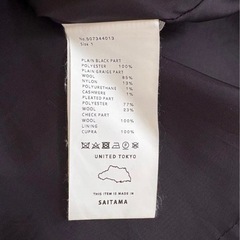 No.507344013
Size 1
PLAIN BLACK PART
POLYESTER 100%
PLAIN GRAIGE PART
WOOL 85%
NYLON 13%
POLYURETHANE 1%
CASHMERE 1%
PLEATED PART
POLYESTER 77%
WOOL 23%
CHECK PART
WOOL 100%
LINING
CUPRA 100%
UNITED TOKYO
THIS ITEM IS MADE IN
SAITAMA